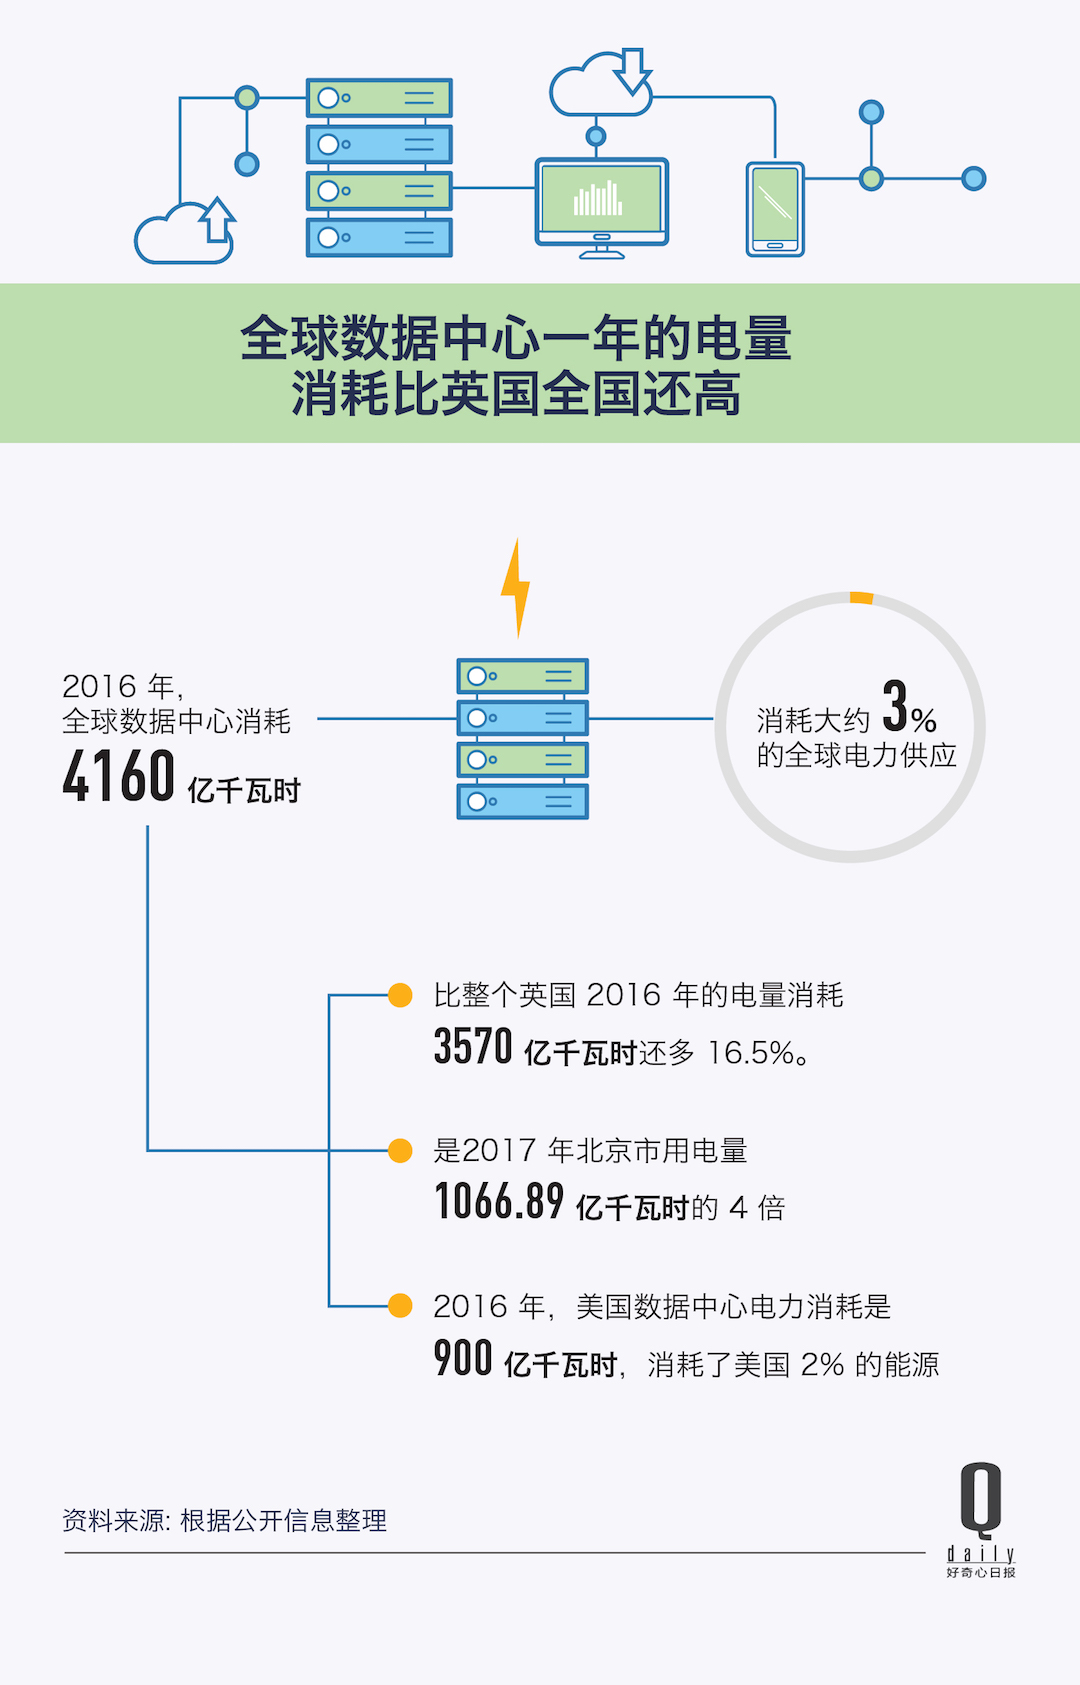 全球数据中心一年的电量
消耗比英国全国还高
2016 年，
全球数据中心消耗
4160 亿千瓦时
消耗大约 3%
的全球电力供应
比整个英国 2016 年的电量消耗
3570 亿千瓦时还多 16.5%。
是2017 年北京市用电量
1066.89 亿千瓦时的 4 倍
2016 年，美国数据中心电力消耗是
900 亿千瓦时，消耗了美国 2% 的能源
资料来源: 根据公开信息整理
Q
daily
好奇心日报